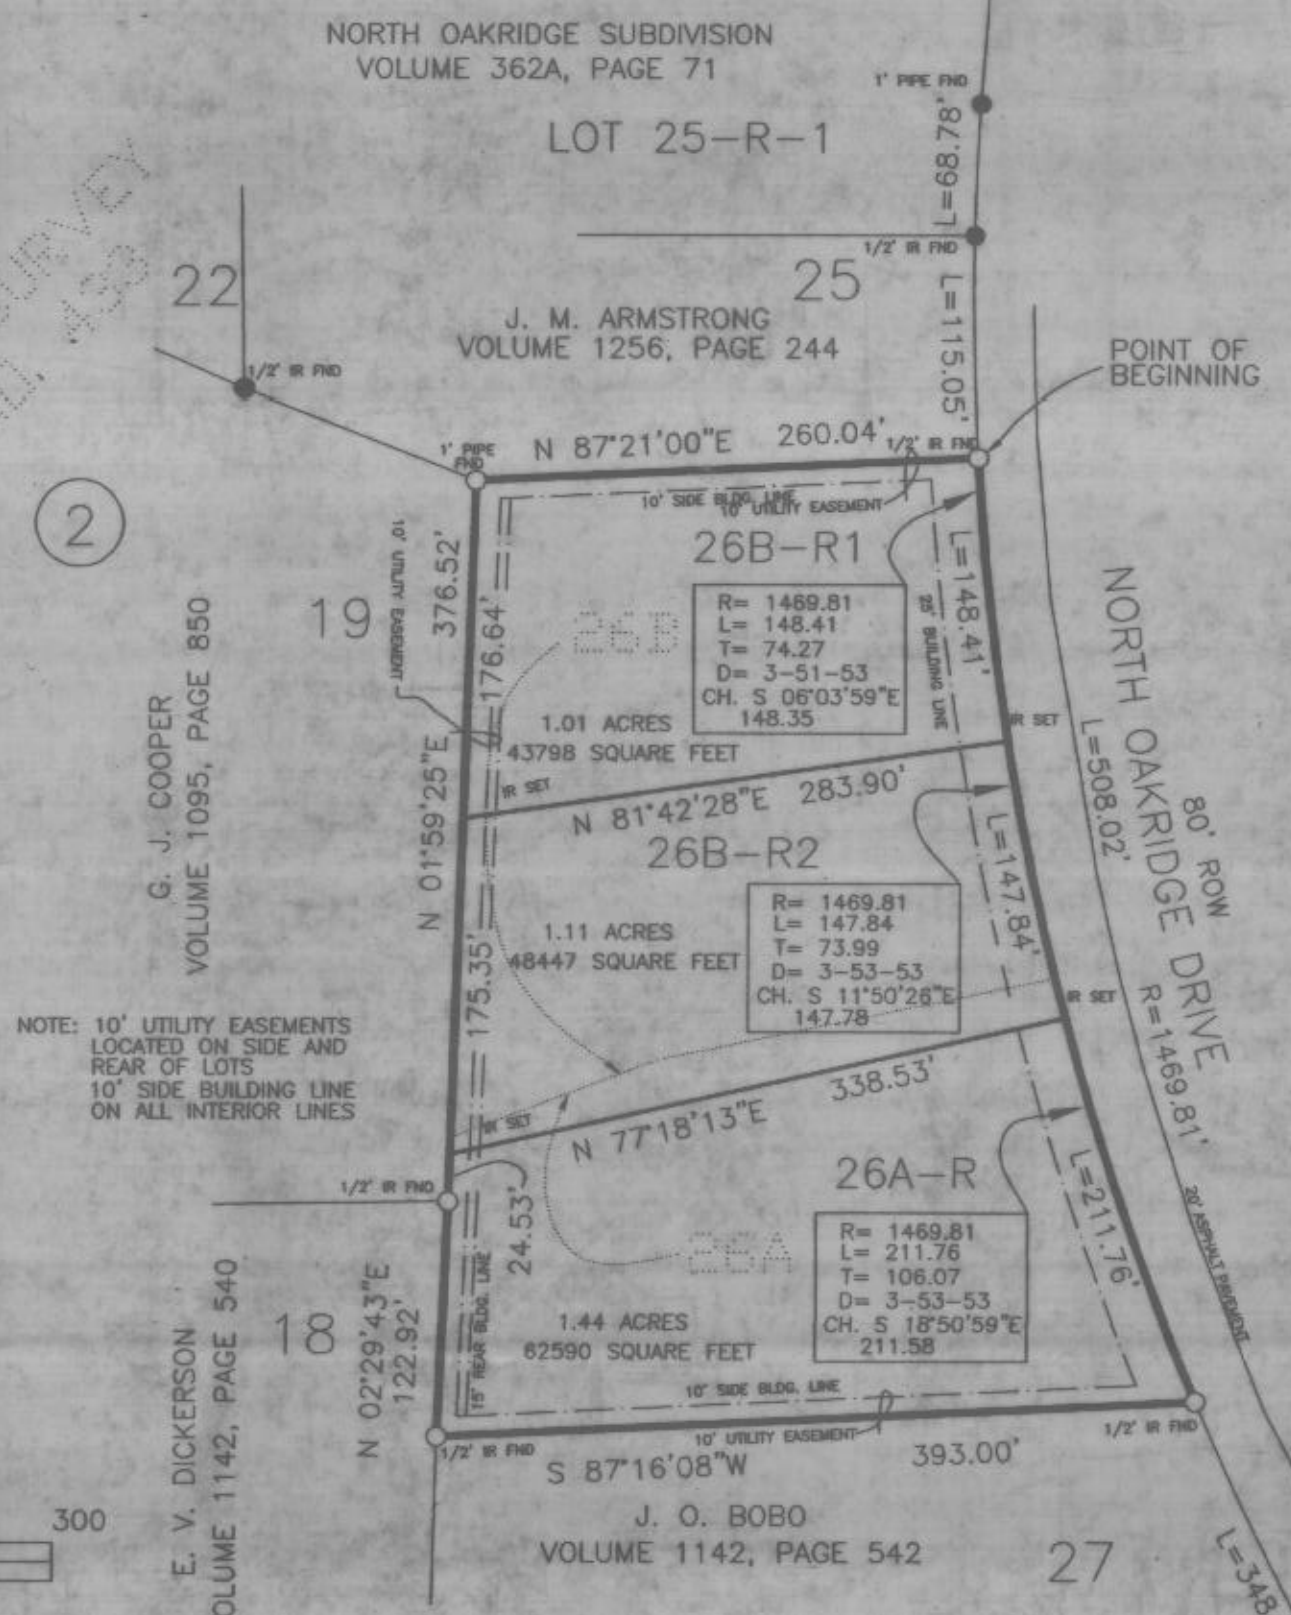 NORTH OAKRIDGE SUBDIVISION
VOLUME 362A, PAGE 71
1' PIPE FND
LOT 25-R-1
L=68.78'
1/2' IR FND
22
25
J. M. ARMSTRONG
VOLUME 1256, PAGE 244
L=115.05'
1/2' IR FND
POINT OF
BEGINNING
1' PIPE
FND
N 87°21'00"E 260.04'
1/2' IR FND
2
10' SIDE BLDG. LINE
10' UTILITY EASEMENT
26B-R1
L=148.41'
10' UTILITY EASEMENT
376.52'
176.64'
19
26B
R= 1469.81
L= 148.41
T= 74.27
D= 3-51-53
CH. S 06°03'59"E
148.35
25' BUILDING LINE
NORTH OAKRIDGE DRIVE
80' ROW
L=508.02'
R=1469.81'
G. J. COOPER
VOLUME 1095, PAGE 850
N 01°59'25"E
1.01 ACRES
43798 SQUARE FEET
IR SET
IR SET
N 81°42'28"E 283.90'
26B-R2
L=147.84'
R= 1469.81
L= 147.84
T= 73.99
D= 3-53-53
CH. S 11°50'26"E
147.78
1.11 ACRES
48447 SQUARE FEET
175.35'
IR SET
NOTE: 10' UTILITY EASEMENTS
LOCATED ON SIDE AND
REAR OF LOTS
10' SIDE BUILDING LINE
ON ALL INTERIOR LINES
IR SET
N 77°18'13"E 338.53'
26A-R
L=211.76'
1/2' IR FND
24.53'
20' ASPHALT PAVEMENT
26A
R= 1469.81
L= 211.76
T= 106.07
D= 3-53-53
CH. S 18°50'59"E
211.58
E. V. DICKERSON
OLUME 1142, PAGE 540
18
N 02°29'43"E
122.92'
15' REAR BLDG. LINE
1.44 ACRES
62590 SQUARE FEET
10' SIDE BLDG. LINE
10' UTILITY EASEMENT
1/2' IR FND
1/2' IR FND
S 87°16'08"W 393.00'
300
J. O. BOBO
VOLUME 1142, PAGE 542
27
L=348